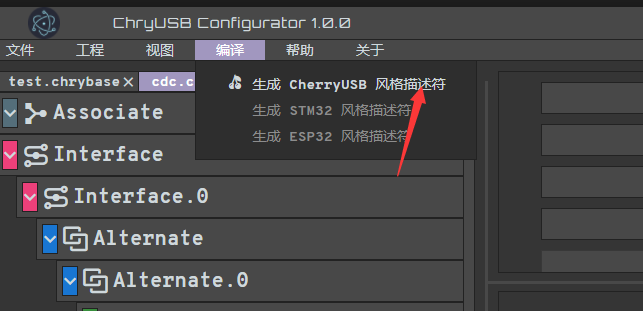 ChryUSB Configurator 1.0.0
文件 工程 视图 编译 帮助 关于
test.chrybase cdc.c
生成 CherryUSB 风格描述符
生成 STM32 风格描述符
生成 ESP32 风格描述符
Associate
Interface
Interface.0
Alternate
Alternate.0